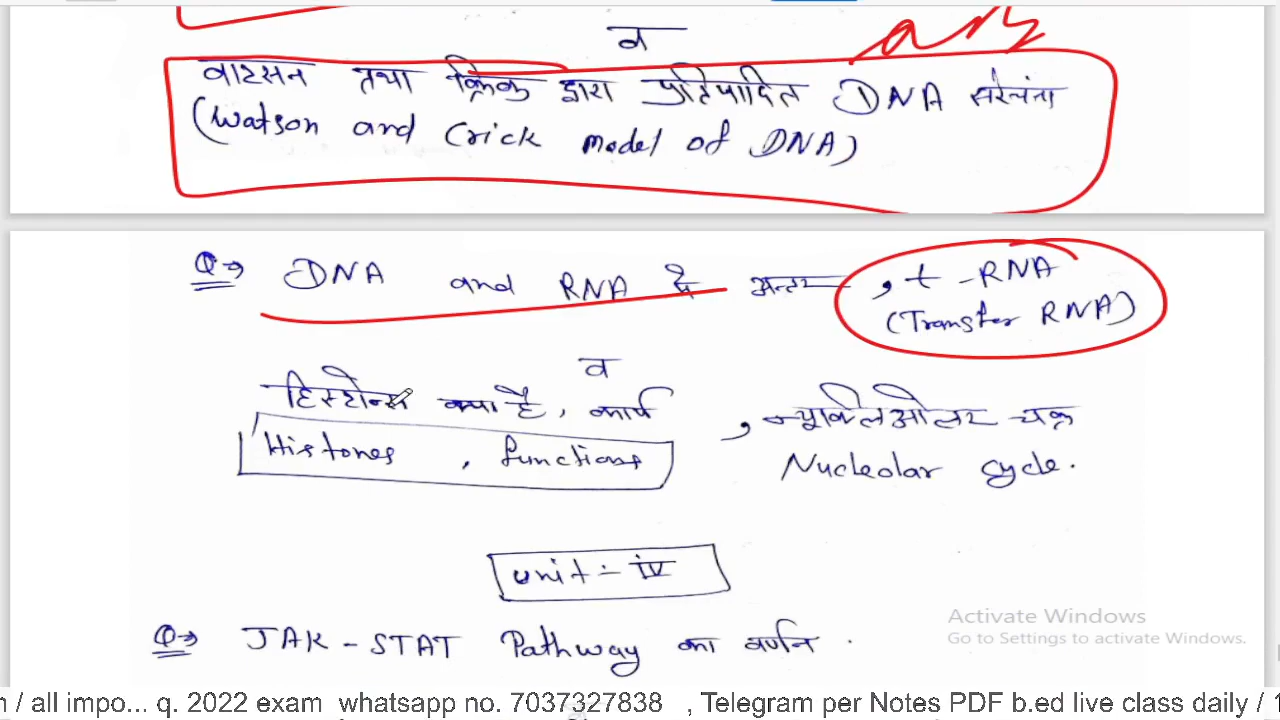 व
वाटसन तथा क्रिक द्वारा प्रतिपादित DNA सरंचना
(Watson and Crick model of DNA)
Q→ DNA and RNA में अन्तर , t-RNA
(Transfer RNA)
व
हिस्टोन्स क्या है, कार्य , न्यूक्लिओलर चक्र
Histones , functions Nucleolar cycle.
unit:- iv
Q→ JAK-STAT Pathway का वर्णन .
Activate Windows
Go to Settings to activate Windows.
/ all impo... q. 2022 exam whatsapp no. 7037327838 , Telegram per Notes PDF b.ed live class daily /